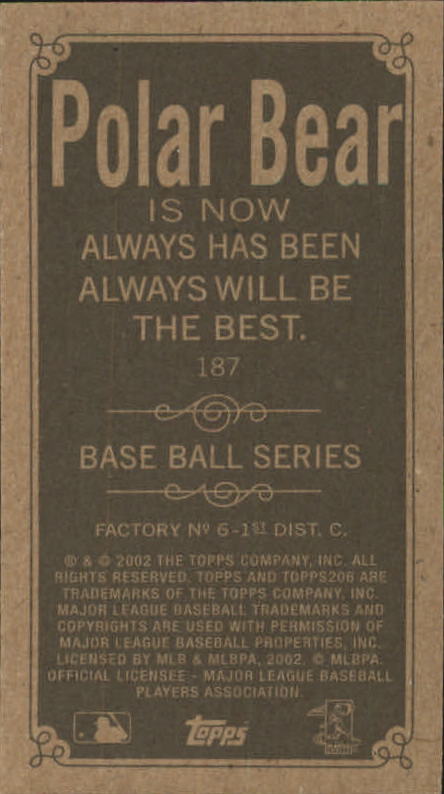 Polar Bear
IS NOW
ALWAYS HAS BEEN
ALWAYS WILL BE
THE BEST.
187
BASE BALL SERIES
FACTORY Nº 6-1ST DIST. C.
® & © 2002 THE TOPPS COMPANY, INC. ALL
RIGHTS RESERVED. TOPPS AND TOPPS206 ARE
TRADEMARKS OF THE TOPPS COMPANY, INC.
MAJOR LEAGUE BASEBALL TRADEMARKS AND
COPYRIGHTS ARE USED WITH PERMISSION OF
MAJOR LEAGUE BASEBALL PROPERTIES, INC.
LICENSED BY MLB & MLBPA, 2002. © MLBPA.
OFFICIAL LICENSEE - MAJOR LEAGUE BASEBALL
PLAYERS ASSOCIATION.
Topps